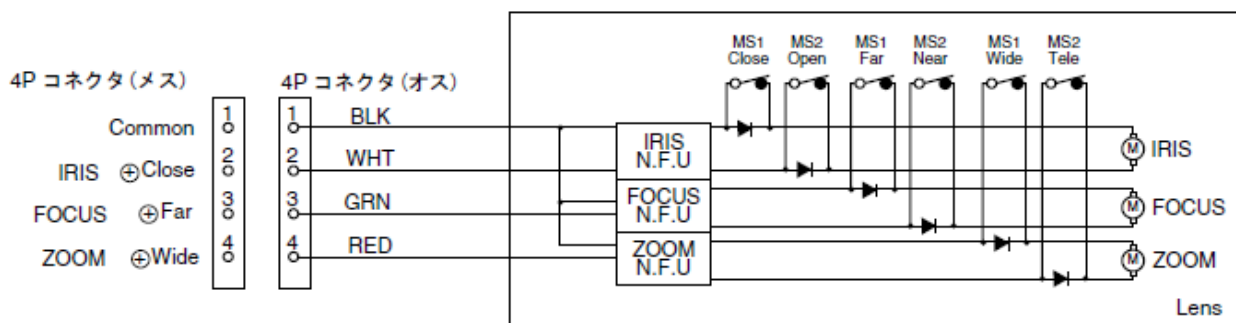 MS1 MS2 MS1 MS2 MS1 MS2
Close Open Far Near Wide Tele
4P コネクタ(メス) 4P コネクタ(オス)
Common 1 1 BLK
IRIS ⊕Close 2 2 WHT
FOCUS ⊕Far 3 3 GRN
ZOOM ⊕Wide 4 4 RED
IRIS
N.F.U
FOCUS
N.F.U
ZOOM
N.F.U
M IRIS
M FOCUS
M ZOOM
Lens